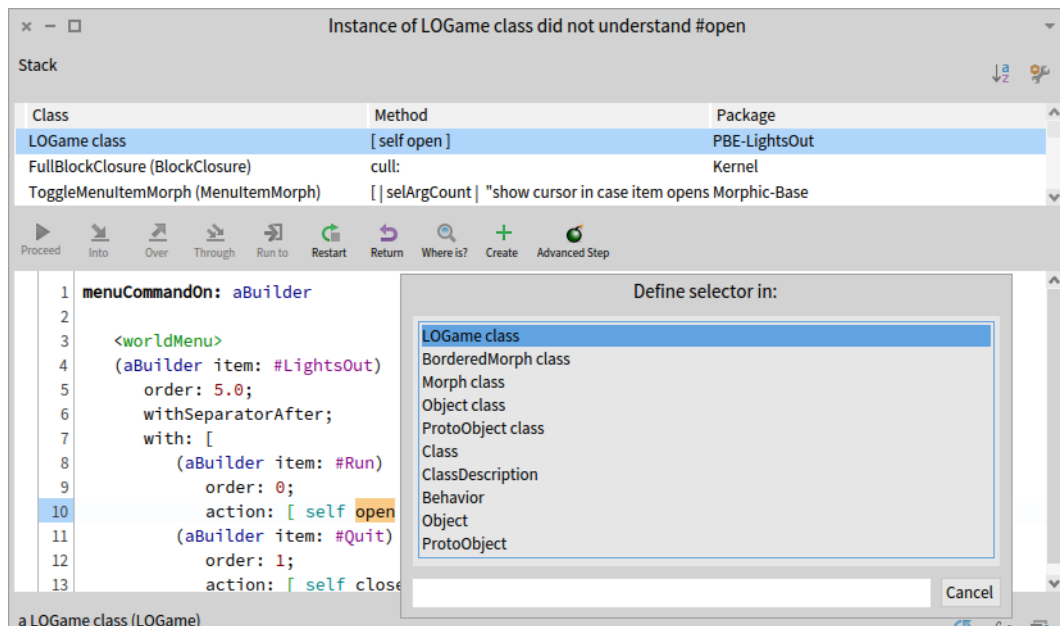 Instance of LOGame class did not understand #open
Stack
Class Method Package
LOGame class [ self open ] PBE-LightsOut
FullBlockClosure (BlockClosure) cull: Kernel
ToggleMenuItemMorph (MenuItemMorph) [ | selArgCount | "show cursor in case item opens Morphic-Base
Proceed Into Over Through Run to Restart Return Where is? Create Advanced Step
1 menuCommandOn: aBuilder
2
3 <worldMenu>
4 (aBuilder item: #LightsOut)
5 order: 5.0;
6 withSeparatorAfter;
7 with: [
8 (aBuilder item: #Run)
9 order: 0;
10 action: [ self open
11 (aBuilder item: #Quit)
12 order: 1;
13 action: [ self close
Define selector in:
LOGame class
BorderedMorph class
Morph class
Object class
ProtoObject class
Class
ClassDescription
Behavior
Object
ProtoObject
Cancel
a LOGame class (LOGame)